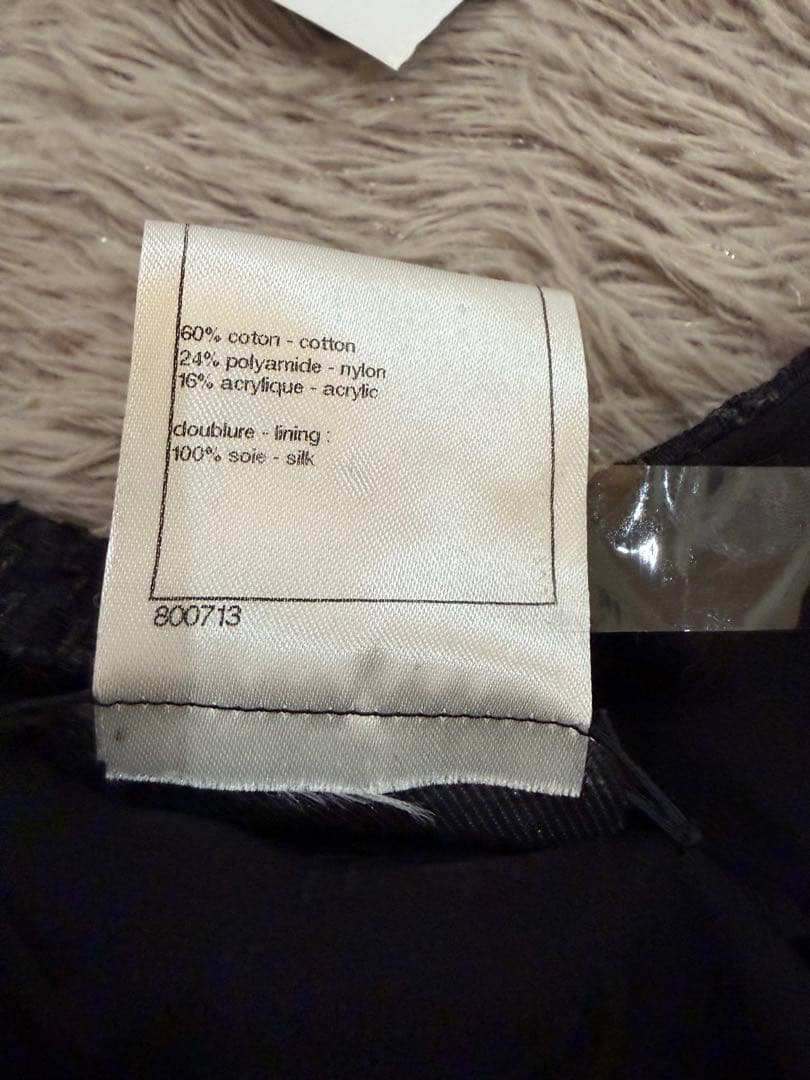 60% coton - cotton
24% polyamide - nylon
16% acrylique - acrylic
doublure - lining :
100% soie - silk
800713